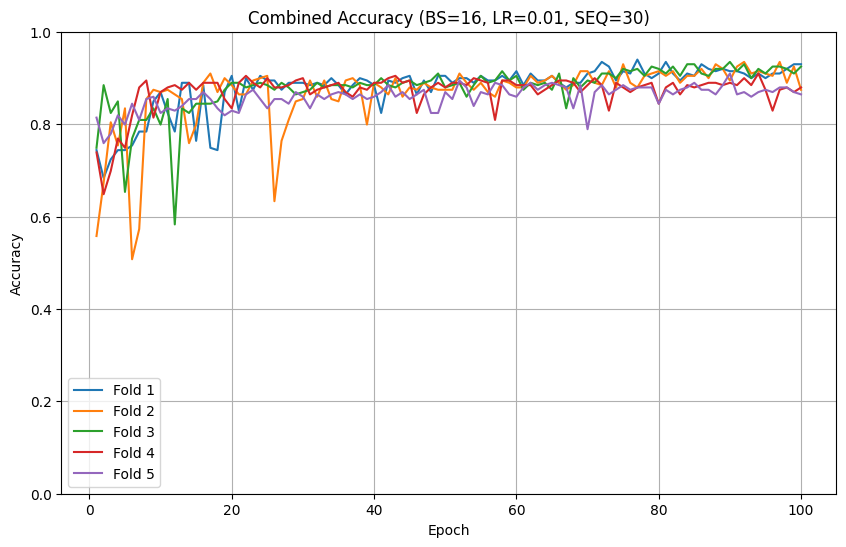 Combined Accuracy (BS=16, LR=0.01, SEQ=30)
Accuracy
1.0
0.8
0.6
0.4
0.2
0.0
Fold 1
Fold 2
Fold 3
Fold 4
Fold 5
0 20 40 60 80 100
Epoch